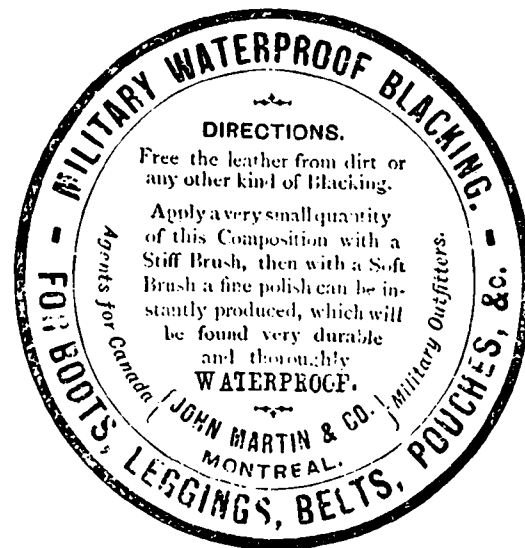 MILITARY WATERPROOF BLACKING.
DIRECTIONS.
Free the leather from dirt or
any other kind of Blacking.
Apply a very small quantity
of this Composition with a
Stiff Brush, then with a Soft
Brush a fine polish can be in-
stantly produced, which will
be found very durable
and thoroughly
WATERPROOF.
Agents for Canada
JOHN MARTIN & CO.
Military Outfitters.
MONTREAL.
- FOR BOOTS, LEGGINGS, BELTS, POUCHES, &c. -